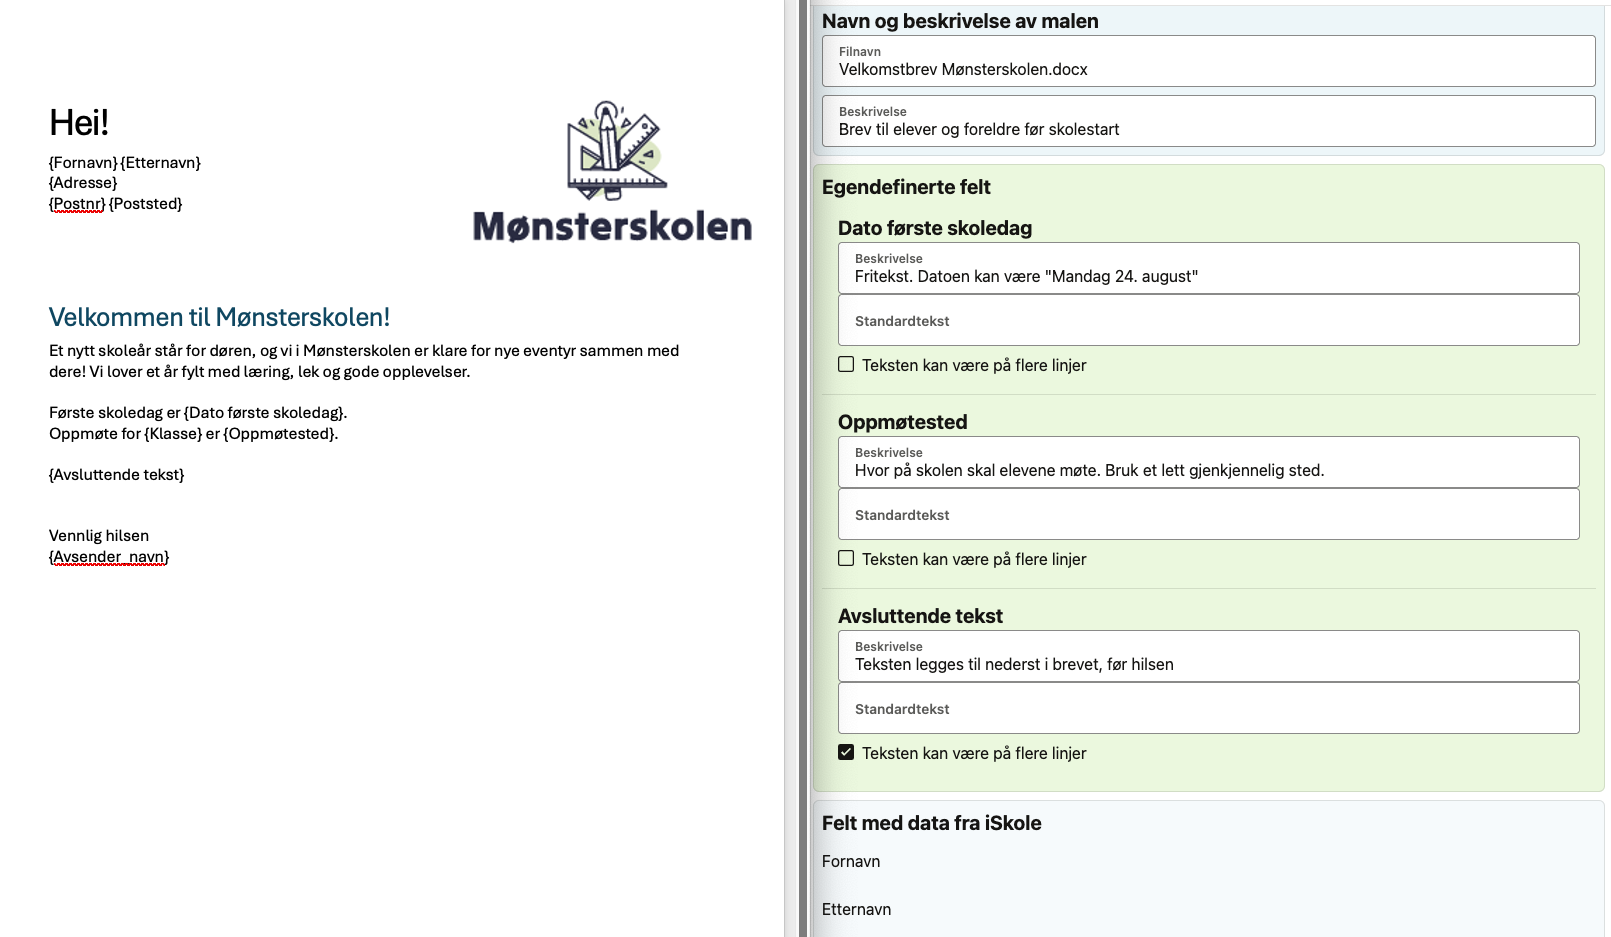 Hei!
{Fornavn} {Etternavn}
{Adresse}
{Postnr} {Poststed}
Mønsterskolen
Velkommen til Mønsterskolen!
Et nytt skoleår står for døren, og vi i Mønsterskolen er klare for nye eventyr sammen med
dere! Vi lover et år fylt med læring, lek og gode opplevelser.
Første skoledag er {Dato første skoledag}.
Oppmøte for {Klasse} er {Oppmøtested}.
{Avsluttende tekst}
Vennlig hilsen
{Avsender_navn}
Navn og beskrivelse av malen
Filnavn
Velkomstbrev Mønsterskolen.docx
Beskrivelse
Brev til elever og foreldre før skolestart
Egendefinerte felt
Dato første skoledag
Beskrivelse
Fritekst. Datoen kan være "Mandag 24. august"
Standardtekst
Teksten kan være på flere linjer
Oppmøtested
Beskrivelse
Hvor på skolen skal elevene møte. Bruk et lett gjenkjennelig sted.
Standardtekst
Teksten kan være på flere linjer
Avsluttende tekst
Beskrivelse
Teksten legges til nederst i brevet, før hilsen
Standardtekst
Teksten kan være på flere linjer
Felt med data fra iSkole
Fornavn
Etternavn